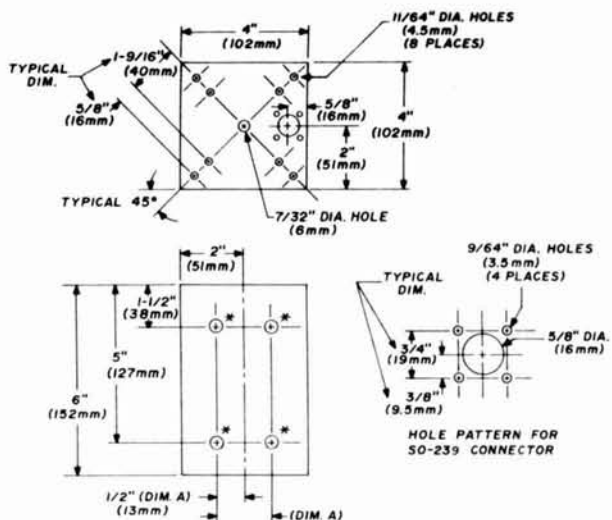 4"
(102mm)
11/64" DIA. HOLES
(4.5mm)
(8 PLACES)
1-9/16"
(40mm)
TYPICAL
DIM.
5/8"
(16mm)
5/8"
(16mm)
4"
(102mm)
2"
(51mm)
TYPICAL 45°
7/32" DIA. HOLE
(6mm)
2"
(51mm)
1-1/2"
(38mm)
5"
(127mm)
6"
(152mm)
*
*
*
*
1/2" (DIM. A)
(13mm)
(DIM. A)
9/64" DIA. HOLES
(3.5mm)
(4 PLACES)
TYPICAL
DIM.
3/4"
(19mm)
5/8" DIA.
(16mm)
3/8"
(9.5mm)
HOLE PATTERN FOR
SO-239 CONNECTOR